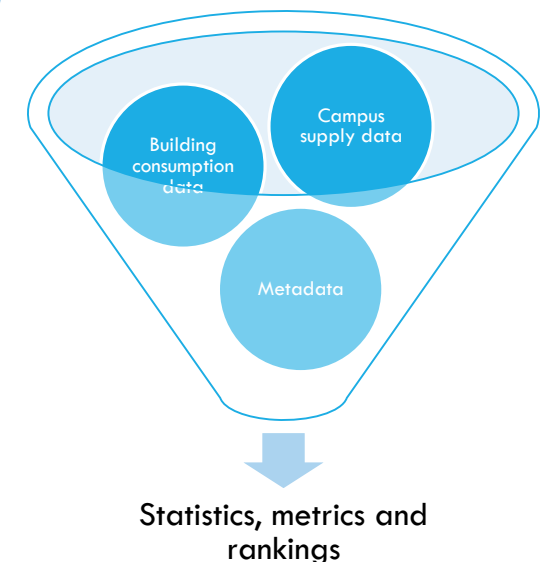 Campus
supply data
Building
consumption
data
Metadata
Statistics, metrics and
rankings